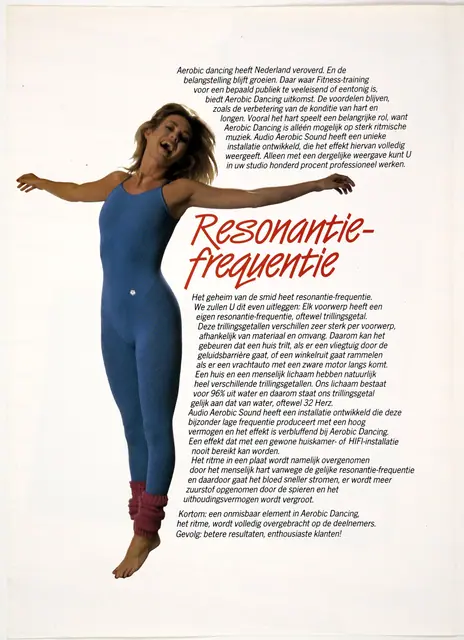 Aerobic dancing heeft Nederland veroverd. En de
belangstelling blijft groeien. Daar waar Fitness-training
voor een bepaald publiek te veeleisend of eentonig is,
biedt Aerobic Dancing uitkomst. De voordelen blijven,
zoals de verbetering van de konditie van hart en
longen. Vooral het hart speelt een belangrijke rol, want
Aerobic Dancing is alléén mogelijk op sterk ritmische
muziek. Audio Aerobic Sound heeft een unieke
installatie ontwikkeld, die het effekt hiervan volledig
weergeeft. Alleen met een dergelijke weergave kunt U
in uw studio honderd procent professioneel werken.
Resonantie-
frequentie
Het geheim van de smid heet resonantie-frequentie.
We zullen U dit even uitleggen: Elk voorwerp heeft een
eigen resonantie-frequentie, oftewel trillingsgetal.
Deze trillingsgetallen verschillen zeer sterk per voorwerp,
afhankelijk van materiaal en omvang. Daarom kan het
gebeuren dat een huis trilt, als er een vliegtuig door de
geluidsbarrière gaat, of een winkelruit gaat rammelen
als er een vrachtauto met een zware motor langs komt.
Een huis en een menselijk lichaam hebben natuurlijk
heel verschillende trillingsgetallen. Ons lichaam bestaat
voor 96% uit water en daarom staat ons trillingsgetal
gelijk aan dat van water, oftewel 32 Herz.
Audio Aerobic Sound heeft een installatie ontwikkeld die deze
bijzonder lage frequentie produceert met een hoog
vermogen en het effekt is verbluffend bij Aerobic Dancing.
Een effekt dat met een gewone huiskamer- of HIFI-installatie
nooit bereikt kan worden.
Het ritme in een plaat wordt namelijk overgenomen
door het menselijk hart vanwege de gelijke resonantie-frequentie
en daardoor gaat het bloed sneller stromen, er wordt meer
zuurstof opgenomen door de spieren en het
uithoudingsvermogen wordt vergroot.
Kortom: een onmisbaar element in Aerobic Dancing,
het ritme, wordt volledig overgebracht op de deelnemers.
Gevolg: betere resultaten, enthousiaste klanten!